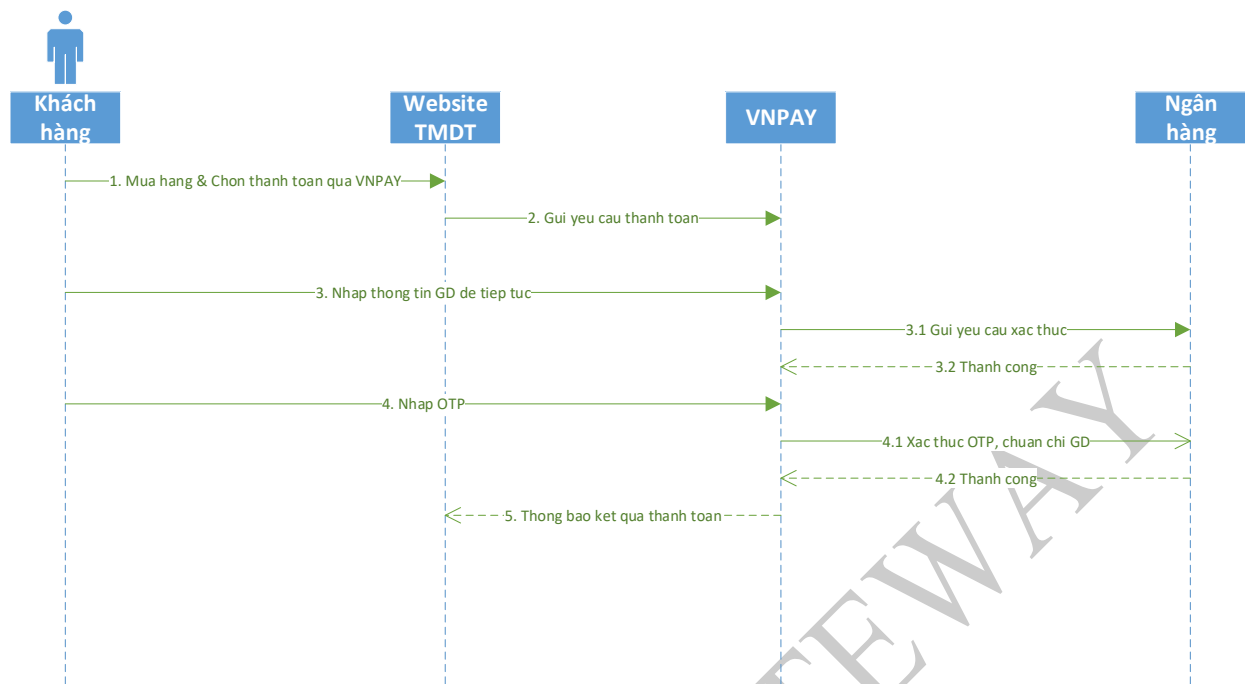 Khách
hàng
Website
TMDT
VNPAY
Ngân
hàng
1. Mua hang & Chon thanh toan qua VNPAY
2. Gui yeu cau thanh toan
3. Nhap thong tin GD de tiep tuc
3.1 Gui yeu cau xac thuc
3.2 Thanh cong
4. Nhap OTP
4.1 Xac thuc OTP, chuan chi GD
4.2 Thanh cong
5. Thong bao ket qua thanh toan
TEWAY